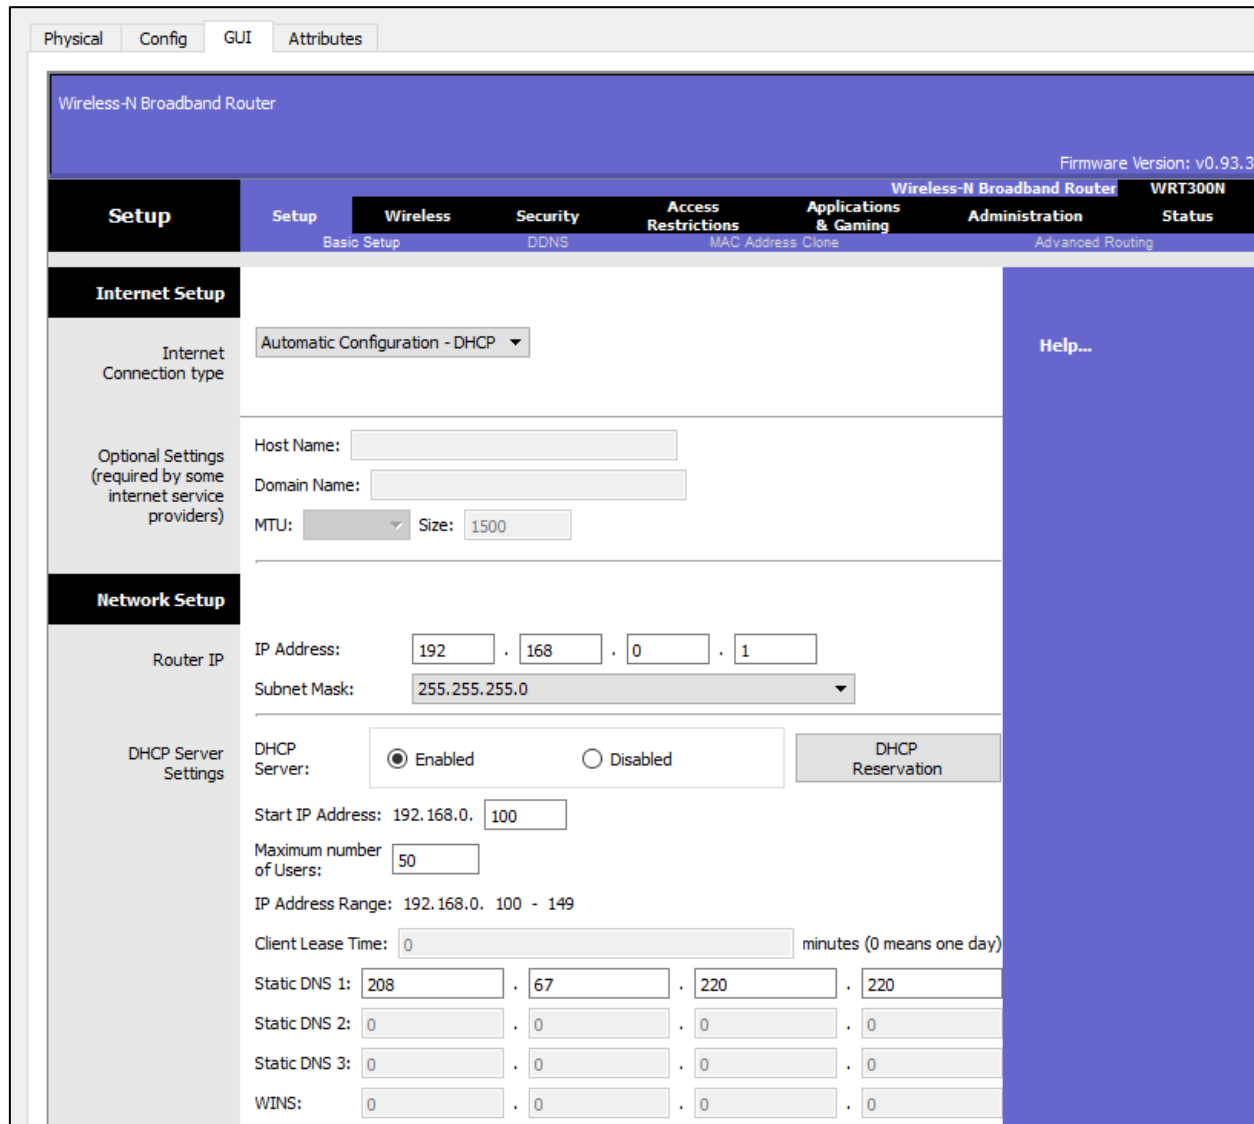 Physical Config GUI Attributes
Wireless-N Broadband Router
Firmware Version: v0.93.3
Wireless-N Broadband Router WRT300N
Setup Setup Wireless Security Access Restrictions Applications & Gaming Administration Status
Basic Setup DDNS MAC Address Clone Advanced Routing
Internet Setup
Internet
Connection type
Automatic Configuration - DHCP
Help...
Optional Settings
(required by some
internet service
providers)
Host Name:
Domain Name:
MTU: Size: 1500
Network Setup
Router IP
IP Address: 192 . 168 . 0 . 1
Subnet Mask: 255.255.255.0
DHCP Server
Settings
DHCP
Server:
Enabled Disabled
DHCP
Reservation
Start IP Address: 192.168.0. 100
Maximum number
of Users:
50
IP Address Range: 192.168.0. 100 - 149
Client Lease Time: 0 minutes (0 means one day)
Static DNS 1: 208 . 67 . 220 . 220
Static DNS 2: 0 . 0 . 0 . 0
Static DNS 3: 0 . 0 . 0 . 0
WINS: 0 . 0 . 0 . 0